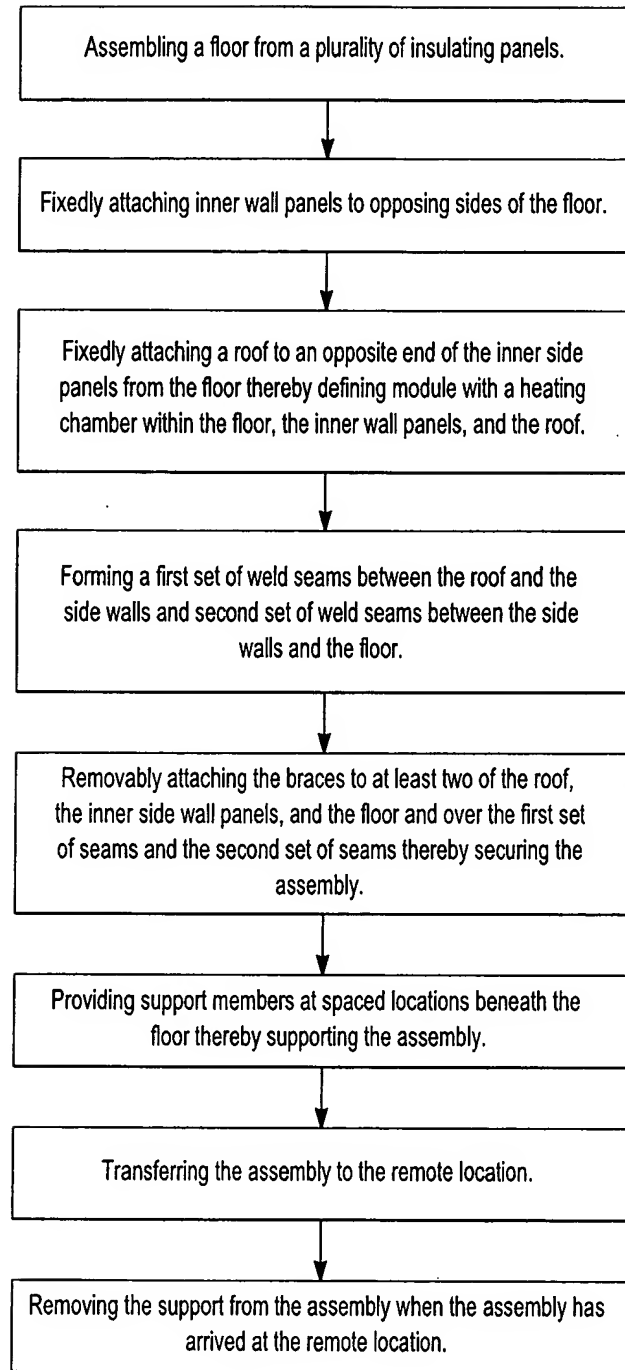 Assembling a floor from a plurality of insulating panels.
Fixedly attaching inner wall panels to opposing sides of the floor.
Fixedly attaching a roof to an opposite end of the inner side
panels from the floor thereby defining module with a heating
chamber within the floor, the inner wall panels, and the roof.
Forming a first set of weld seams between the roof and the
side walls and second set of weld seams between the side
walls and the floor.
Removably attaching the braces to at least two of the roof,
the inner side wall panels, and the floor and over the first set
of seams and the second set of seams thereby securing the
assembly.
Providing support members at spaced locations beneath the
floor thereby supporting the assembly.
Transferring the assembly to the remote location.
Removing the support from the assembly when the assembly has
arrived at the remote location.